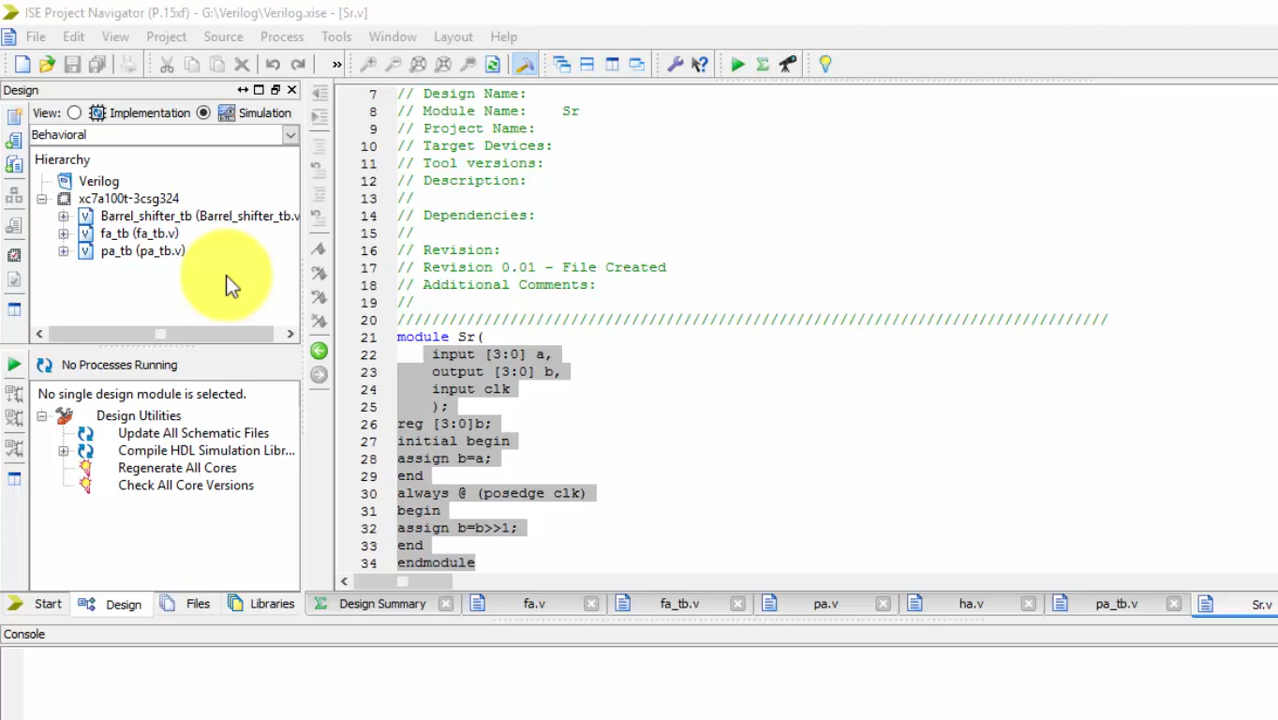 ISE Project Navigator (P.15xf) - G:\Verilog\Verilog.xise - [Sr.v]
File Edit View Project Source Process Tools Window Layout Help
»
Design
View: Implementation Simulation
Behavioral
Hierarchy
Verilog
xc7a100t-3csg324
Barrel_shifter_tb (Barrel_shifter_tb.v
fa_tb (fa_tb.v)
pa_tb (pa_tb.v)
No Processes Running
No single design module is selected.
Design Utilities
Update All Schematic Files
Compile HDL Simulation Libr...
Regenerate All Cores
Check All Core Versions
7 // Design Name:
8 // Module Name: Sr
9 // Project Name:
10 // Target Devices:
11 // Tool versions:
12 // Description:
13 //
14 // Dependencies:
15 //
16 // Revision:
17 // Revision 0.01 - File Created
18 // Additional Comments:
19 //
20 //////////////////////////////////////////////////////////////////////////////////
21 module Sr(
22 input [3:0] a,
23 output [3:0] b,
24 input clk
25 );
26 reg [3:0]b;
27 initial begin
28 assign b=a;
29 end
30 always @ (posedge clk)
31 begin
32 assign b=b>>1;
33 end
34 endmodule
Start Design Files Libraries Design Summary fa.v fa_tb.v pa.v ha.v pa_tb.v Sr.v
Console